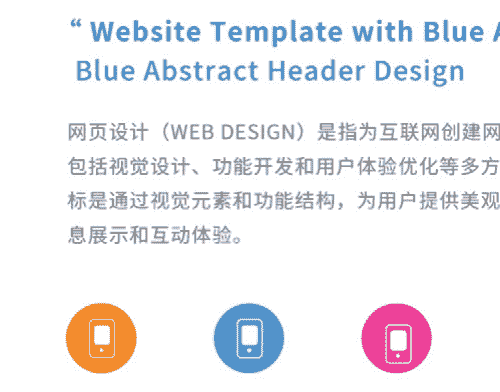 “ Website Template with Blue A
Blue Abstract Header Design
网页设计（WEB DESIGN）是指为互联网创建网
包括视觉设计、功能开发和用户体验优化等多方
标是通过视觉元素和功能结构，为用户提供美观
息展示和互动体验。